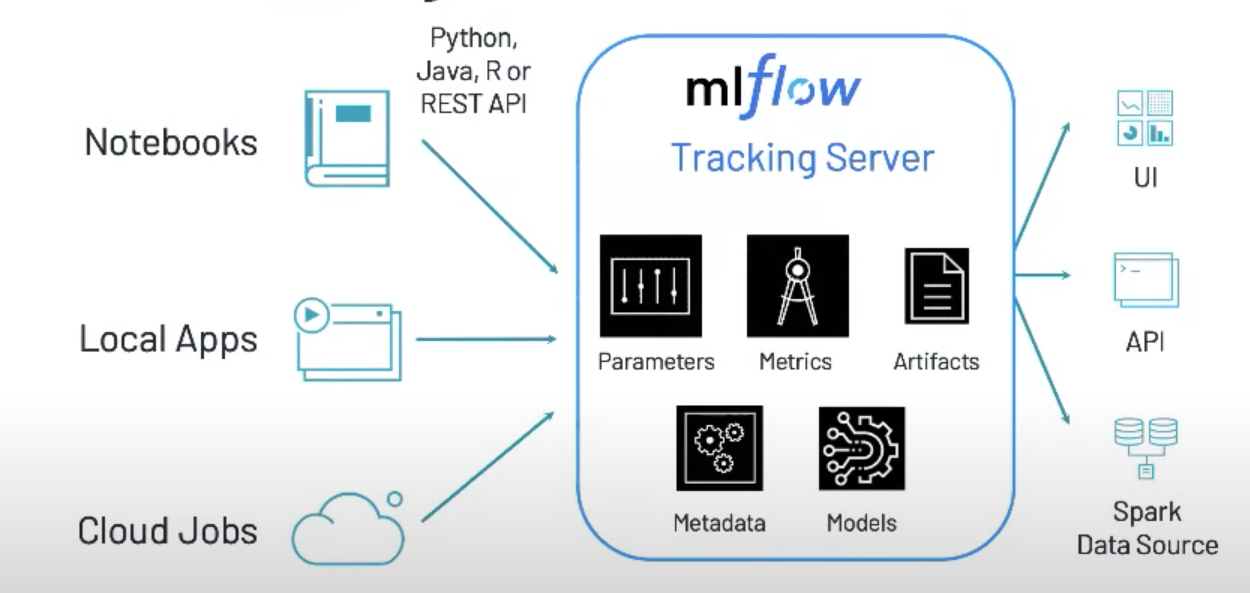 Python,
Java, R or
REST API
Notebooks
Local Apps
Cloud Jobs
mlflow
Tracking Server
Parameters
Metrics
Artifacts
Metadata
Models
UI
API
Spark
Data Source